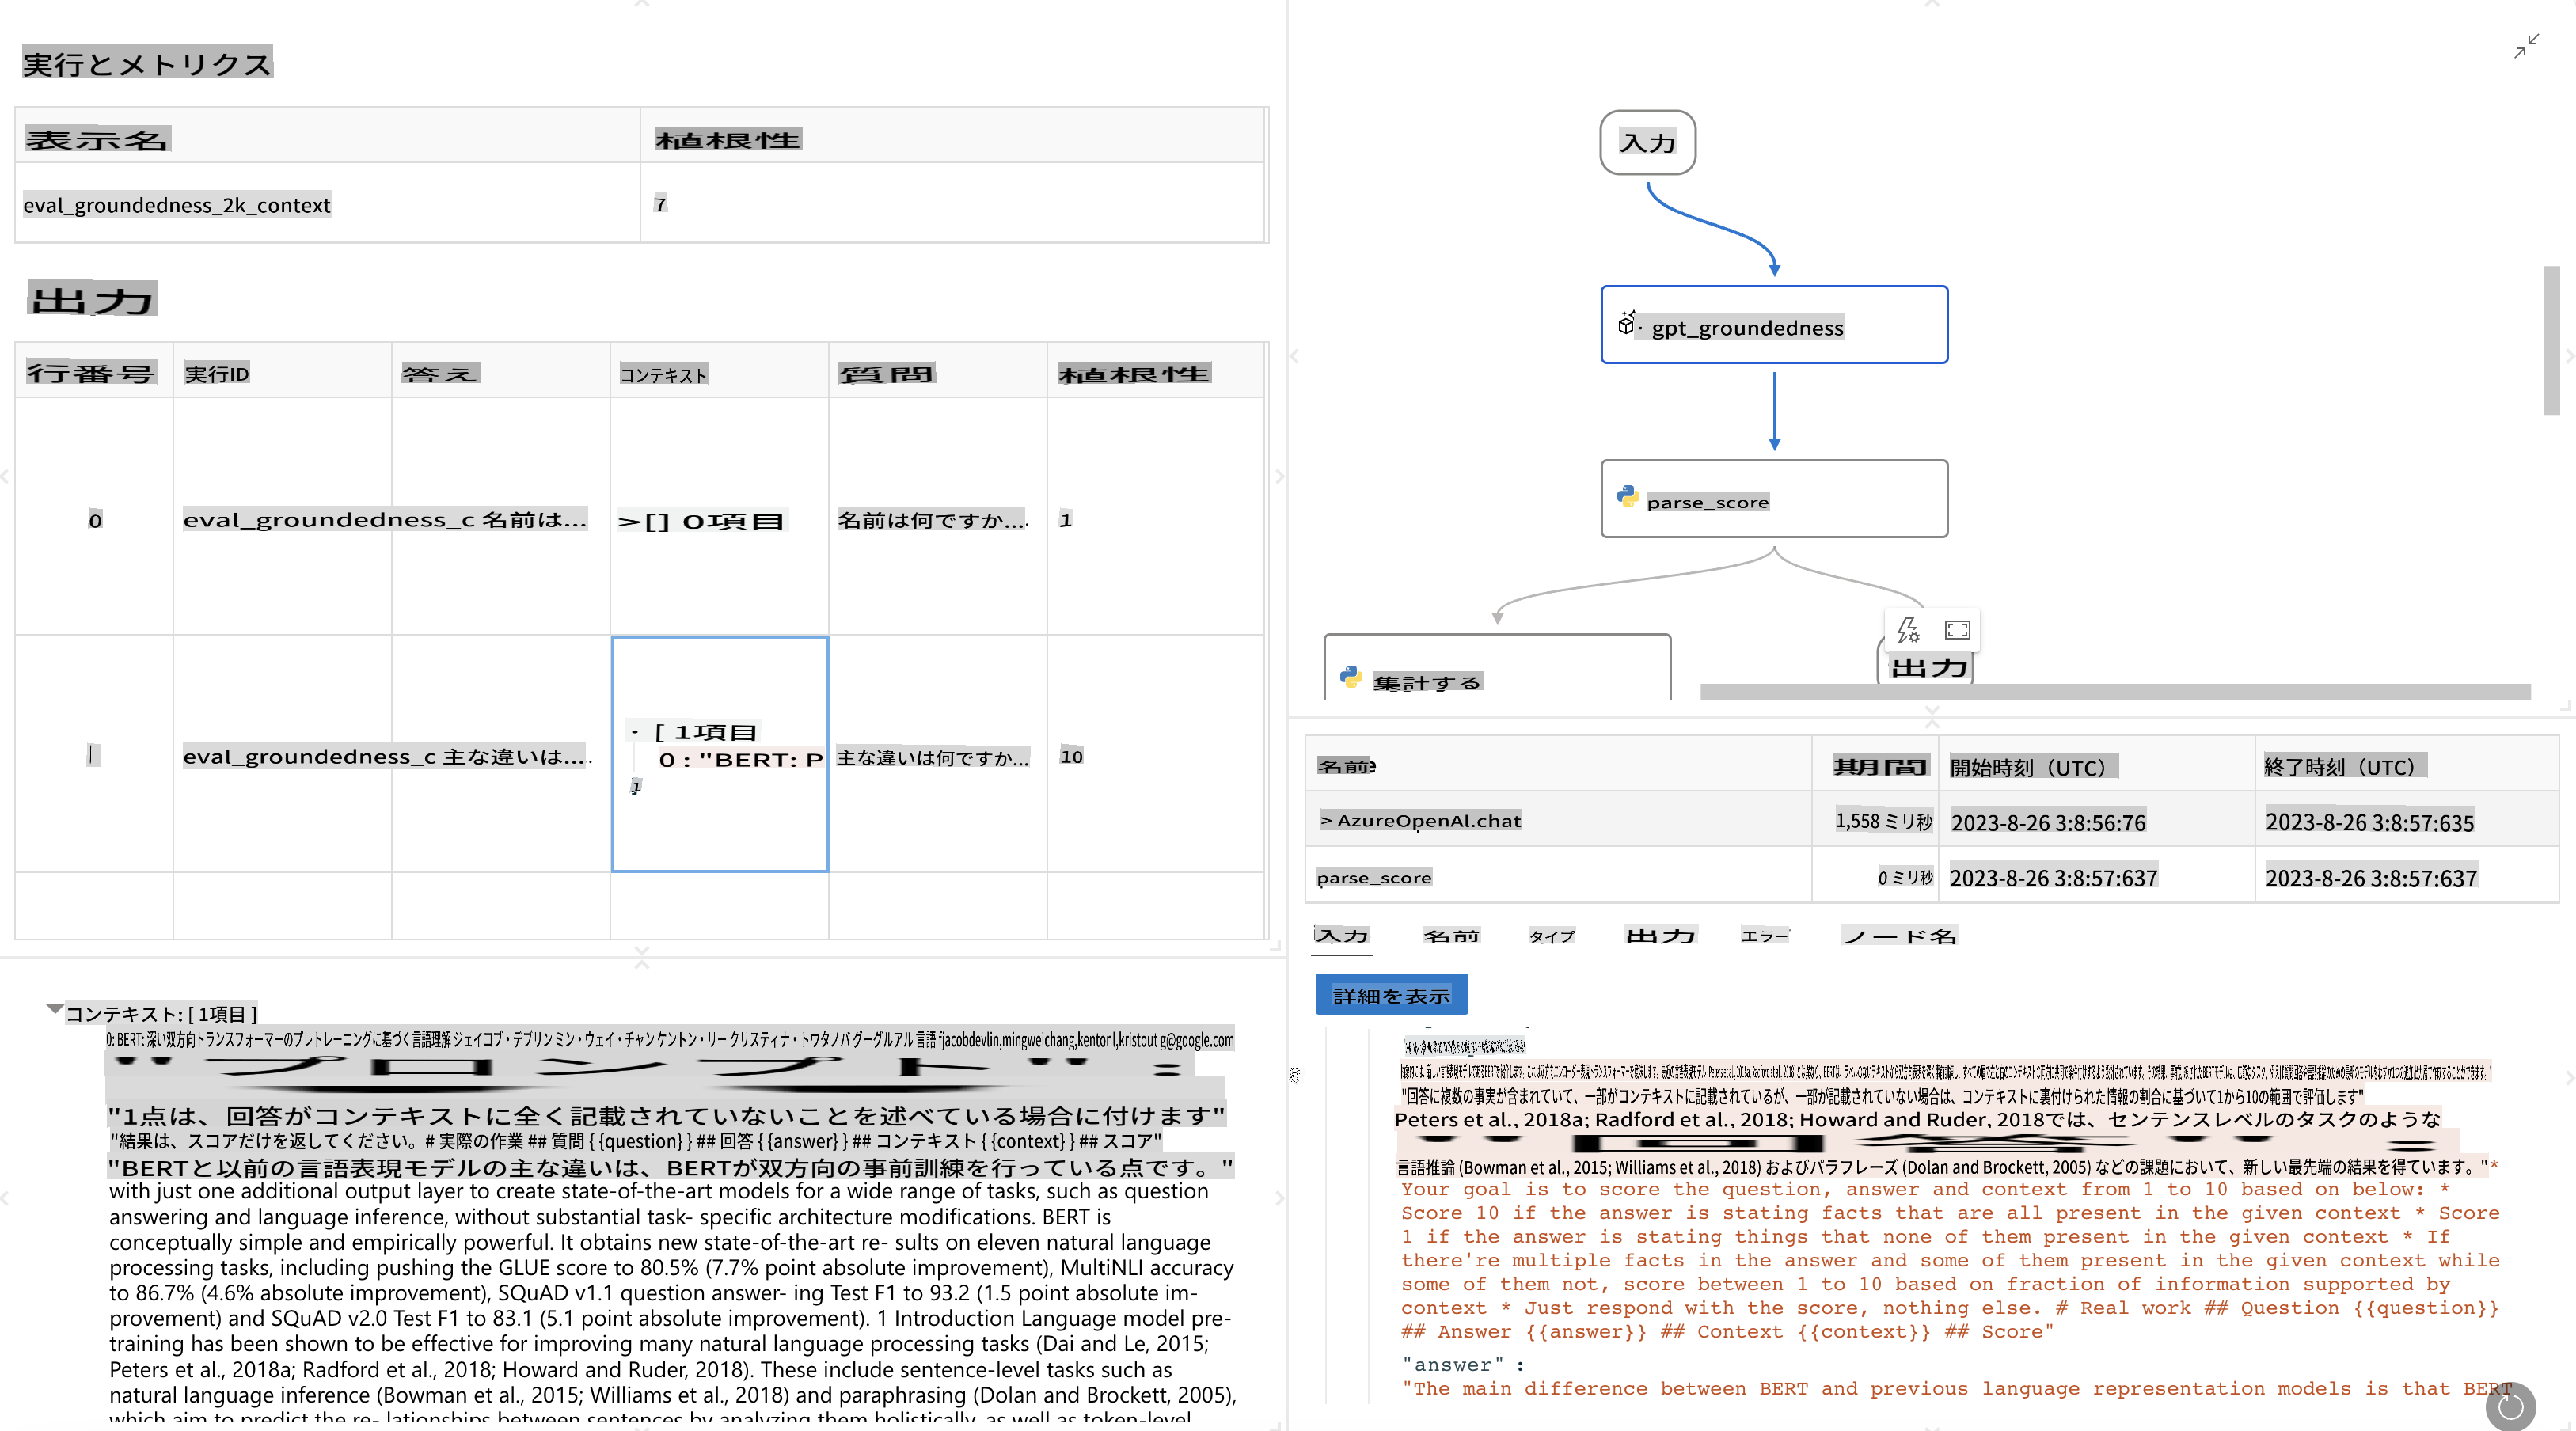 実行とメトリクス
表示名 植根性
eval_groundedness_2k_context 7
出力
行番号 実行ID 答え コンテキスト 質問 植根性
0 eval_groundedness_c 名前は... >[] 0項目 名前は何ですか.... 1
eval_groundedness_c 主な違いは.... · [ 1項目 0 : "BERT: P 主な違いは何ですか... 10
コンテキスト: [ 1項目 ]
0: BERT: 深い双方向トランスフォーマーのプレトレーニングに基づく言語理解 ジェイコブ・デブリン ミン・ウェイ・チャン ケントン・リー クリスティナ・トウタノバ グーグルアル 言語 fjacobdevlin,mingweichang,kentonl,kristout g@google.com
"プロンプト" :
"1点は、回答がコンテキストに全く記載されていないことを述べている場合に付けます"
"結果は、スコアだけを返してください。# 実際の作業 ## 質問 { {question} } ## 回答 { {answer} } ## コンテキスト { {context} } ## スコア"
"BERTと以前の言語表現モデルの主な違いは、BERTが双方向の事前訓練を行っている点です。"
with just one additional output layer to create state-of-the-art models for a wide range of tasks, such as question
answering and language inference, without substantial task- specific architecture modifications. BERT is
conceptually simple and empirically powerful. It obtains new state-of-the-art re- sults on eleven natural language
processing tasks, including pushing the GLUE score to 80.5% (7.7% point absolute improvement), MultiNLI accuracy
to 86.7% (4.6% absolute improvement), SQuAD v1.1 question answer- ing Test F1 to 93.2 (1.5 point absolute im-
provement) and SQuAD v2.0 Test F1 to 83.1 (5.1 point absolute improvement). 1 Introduction Language model pre-
training has been shown to be effective for improving many natural language processing tasks (Dai and Le, 2015;
Peters et al., 2018a; Radford et al., 2018; Howard and Ruder, 2018). These include sentence-level tasks such as
natural language inference (Bowman et al., 2015; Williams et al., 2018) and paraphrasing (Dolan and Brockett, 2005),
which aim to predict the re- lationships between sentences by analyzing them holistically, as well as token-level
入力
gpt_groundedness
parse_score
集計する
出力
名前 期間 開始時刻（UTC） 終了時刻（UTC）
> AzureOpenAI.chat 1,558 ミリ秒 2023-8-26 3:8:56:76 2023-8-26 3:8:57:635
parse_score 0 ミリ秒 2023-8-26 3:8:57:637 2023-8-26 3:8:57:637
入力 名前 タイプ 出力 エラー ノード名
詳細を表示
"回答に複数の事実が含まれていて、一部がコンテキストに記載されているが、一部が記載されていない場合は、コンテキストに裏付けられた情報の割合に基づいて1から10の範囲で評価します"
Peters et al., 2018a; Radford et al., 2018; Howard and Ruder, 2018では、センテンスレベルのタスクのような
"回答" :
言語推論 (Bowman et al., 2015; Williams et al., 2018) およびパラフレーズ (Dolan and Brockett, 2005) などの課題において、新しい最先端の結果を得ています。"*
Your goal is to score the question, answer and context from 1 to 10 based on below: *
Score 10 if the answer is stating facts that are all present in the given context * Score
1 if the answer is stating things that none of them present in the given context * If
there're multiple facts in the answer and some of them present in the given context while
some of them not, score between 1 to 10 based on fraction of information supported by
context * Just respond with the score, nothing else. # Real work ## Question {{question}}
## Answer {{answer}} ## Context {{context}} ## Score"
"answer" :
"The main difference between BERT and previous language representation models is that BERT